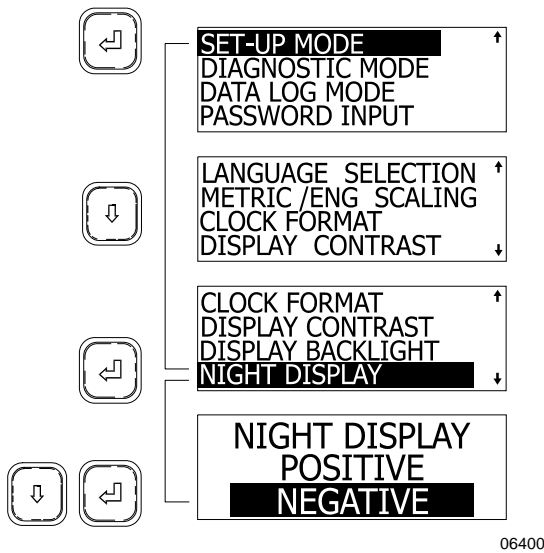 SET-UP MODE
DIAGNOSTIC MODE
DATA LOG MODE
PASSWORD INPUT
LANGUAGE SELECTION
METRIC /ENG SCALING
CLOCK FORMAT
DISPLAY CONTRAST
CLOCK FORMAT
DISPLAY CONTRAST
DISPLAY BACKLIGHT
NIGHT DISPLAY
NIGHT DISPLAY
POSITIVE
NEGATIVE
06400